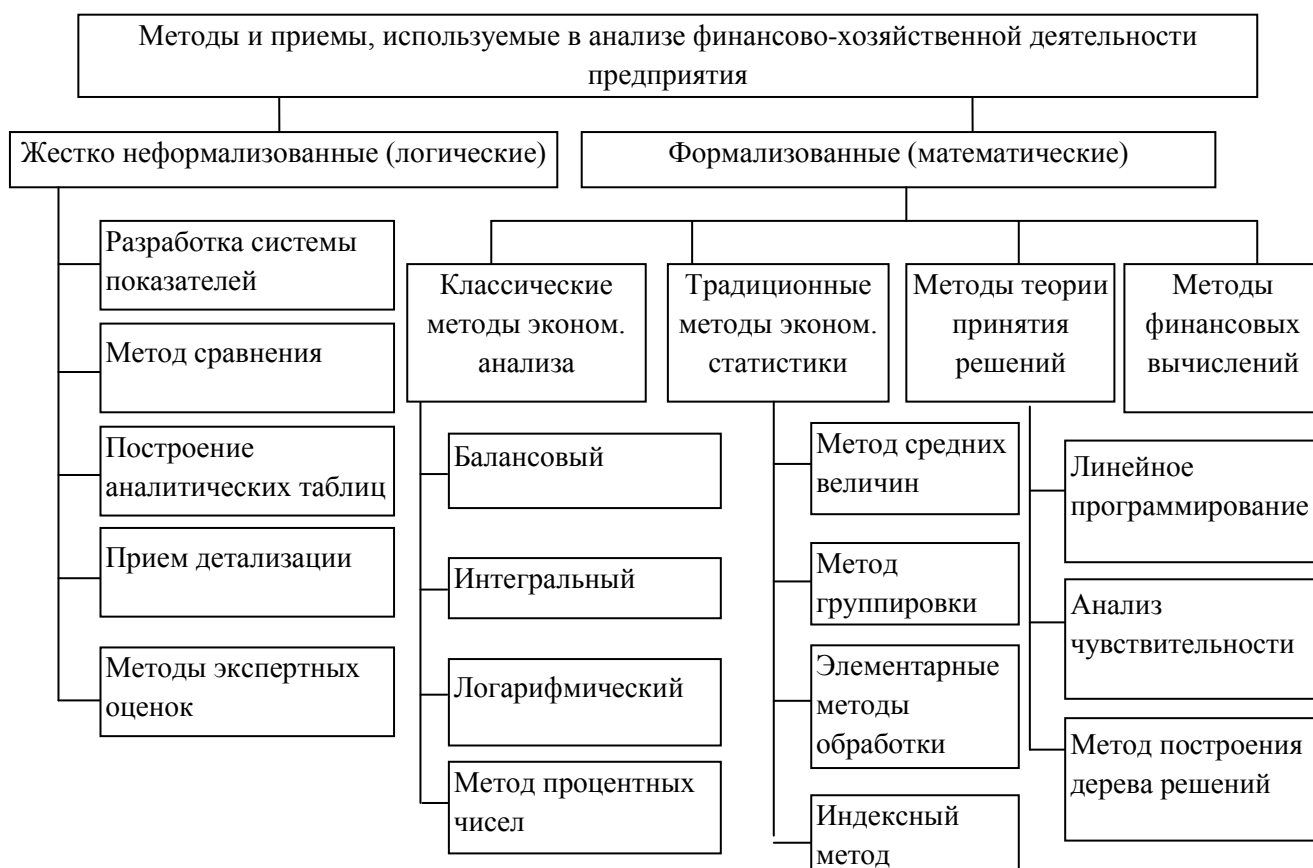 Методы и приемы, используемые в анализе финансово-хозяйственной деятельности
предприятия
Жестко неформализованные (логические)
Формализованные (математические)
Разработка системы
показателей
Метод сравнения
Построение
аналитических таблиц
Прием детализации
Методы экспертных
оценок
Классические
методы эконом.
анализа
Балансовый
Интегральный
Логарифмический
Метод процентных
чисел
Традиционные
методы эконом.
статистики
Метод средних
величин
Метод
группировки
Элементарные
методы
обработки
Индексный
метод
Методы теории
принятия
решений
Линейное
программирование
Анализ
чувствительности
Метод построения
дерева решений
Методы
финансовых
вычислений